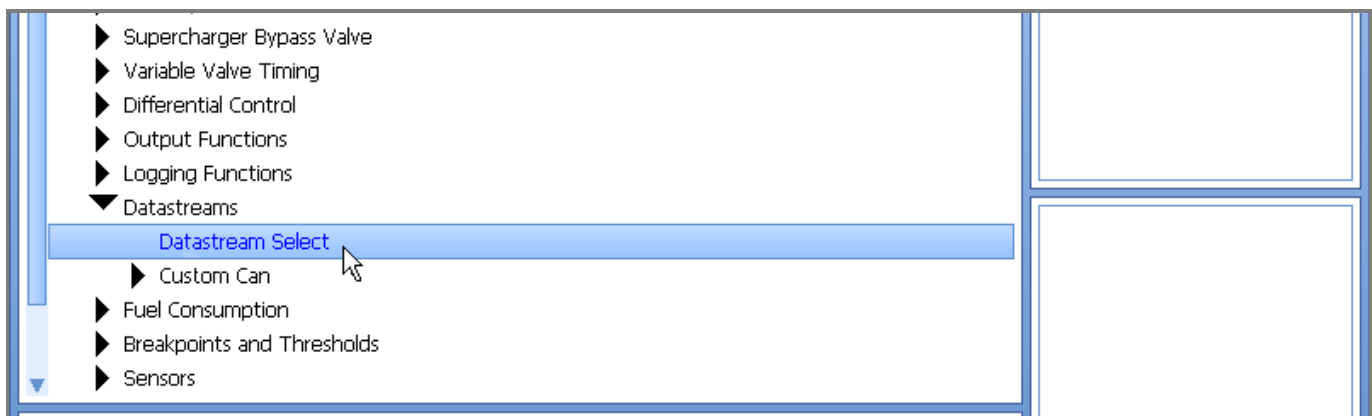 Supercharger Bypass Valve
Variable Valve Timing
Differential Control
Output Functions
Logging Functions
Datastreams
Datastream Select
Custom Can
Fuel Consumption
Breakpoints and Thresholds
Sensors